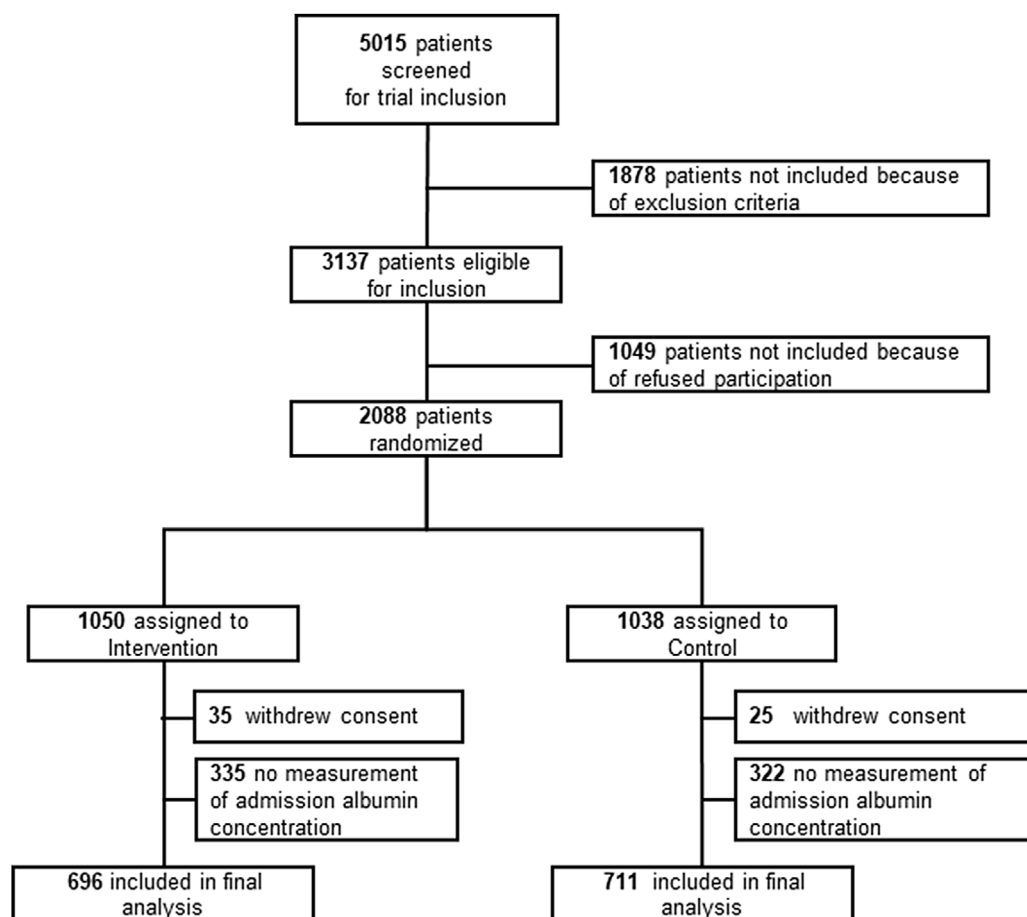 5015 patients
screened
for trial inclusion
1878 patients not included because
of exclusion criteria
3137 patients eligible
for inclusion
1049 patients not included because
of refused participation
2088 patients
randomized
1050 assigned to
Intervention
1038 assigned to
Control
35 withdrew consent
25 withdrew consent
335 no measurement
of admission albumin
concentration
322 no measurement of
admission albumin
concentration
696 included in final
analysis
711 included in final
analysis